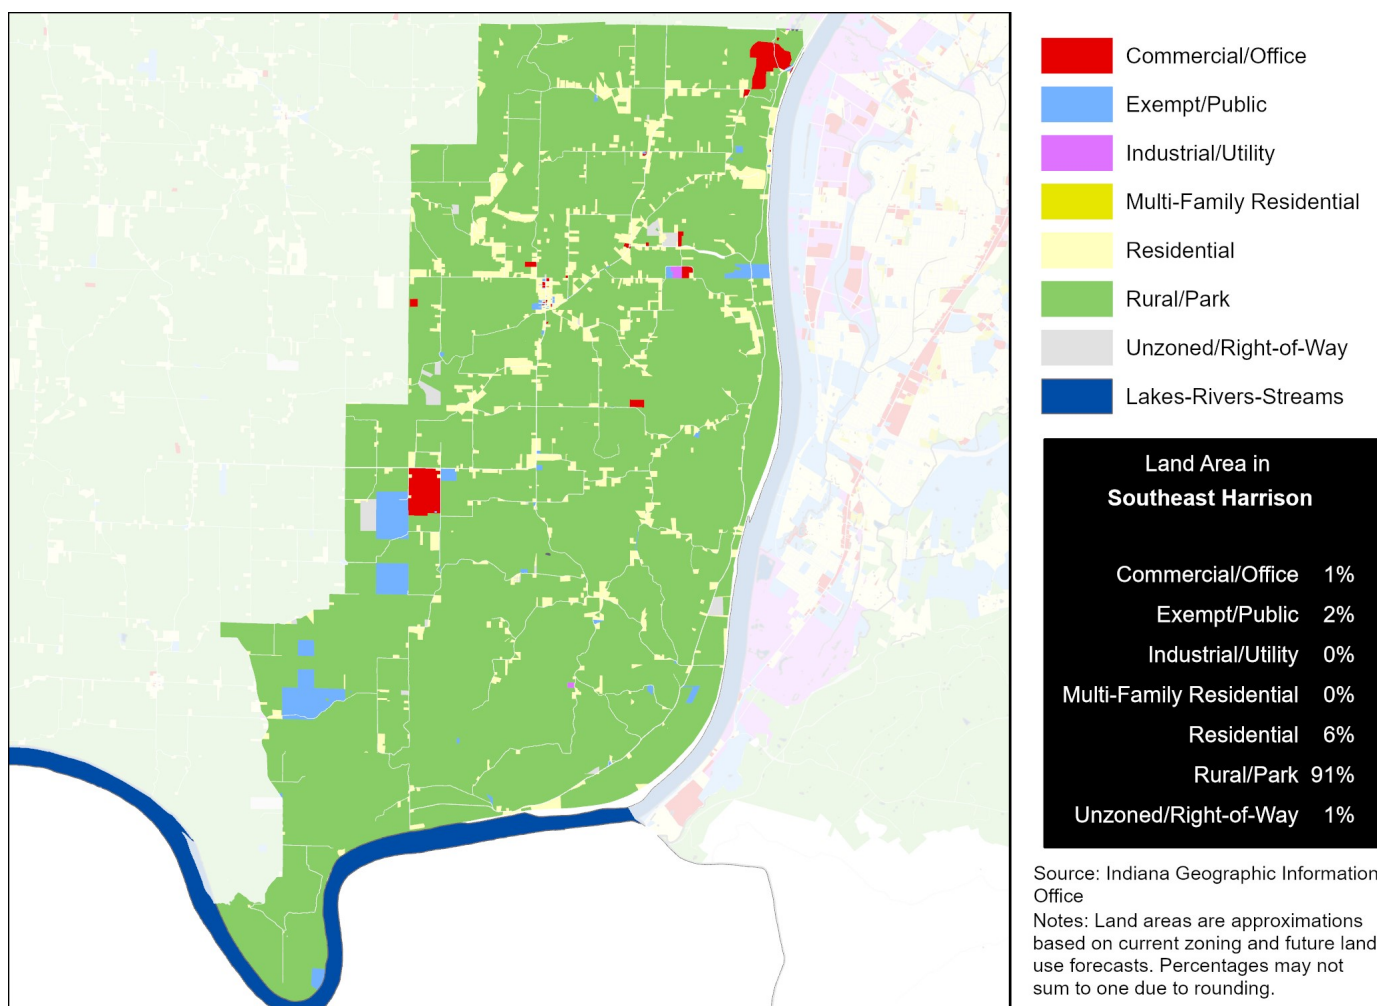 Commercial/Office
Exempt/Public
Industrial/Utility
Multi-Family Residential
Residential
Rural/Park
Unzoned/Right-of-Way
Lakes-Rivers-Streams
Land Area in
Southeast Harrison
Commercial/Office 1%
Exempt/Public 2%
Industrial/Utility 0%
Multi-Family Residential 0%
Residential 6%
Rural/Park 91%
Unzoned/Right-of-Way 1%
Source: Indiana Geographic Information
Office
Notes: Land areas are approximations
based on current zoning and future land
use forecasts. Percentages may not
sum to one due to rounding.